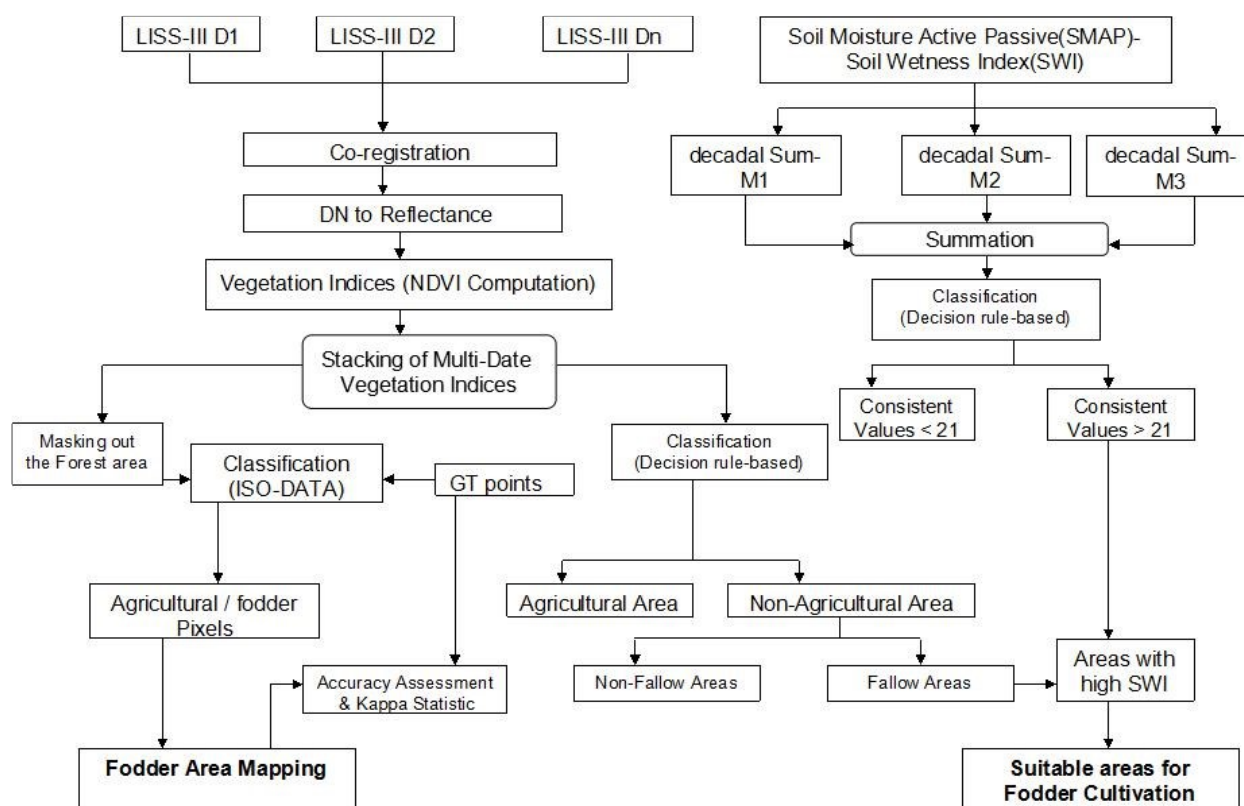 LISS-III D1
LISS-III D2
LISS-III Dn
Soil Moisture Active Passive(SMAP)-
Soil Wetness Index(SWI)
Co-registration
decadal Sum-
M1
decadal Sum-
M2
decadal Sum-
M3
DN to Reflectance
Summation
Vegetation Indices (NDVI Computation)
Classification
(Decision rule-based)
Stacking of Multi-Date
Vegetation Indices
Consistent
Values < 21
Consistent
Values > 21
Masking out
the Forest area
Classification
(ISO-DATA)
GT points
Classification
(Decision rule-based)
Agricultural / fodder
Pixels
Agricultural Area
Non-Agricultural Area
Accuracy Assessment
& Kappa Statistic
Non-Fallow Areas
Fallow Areas
Areas with
high SWI
Fodder Area Mapping
Suitable areas for
Fodder Cultivation